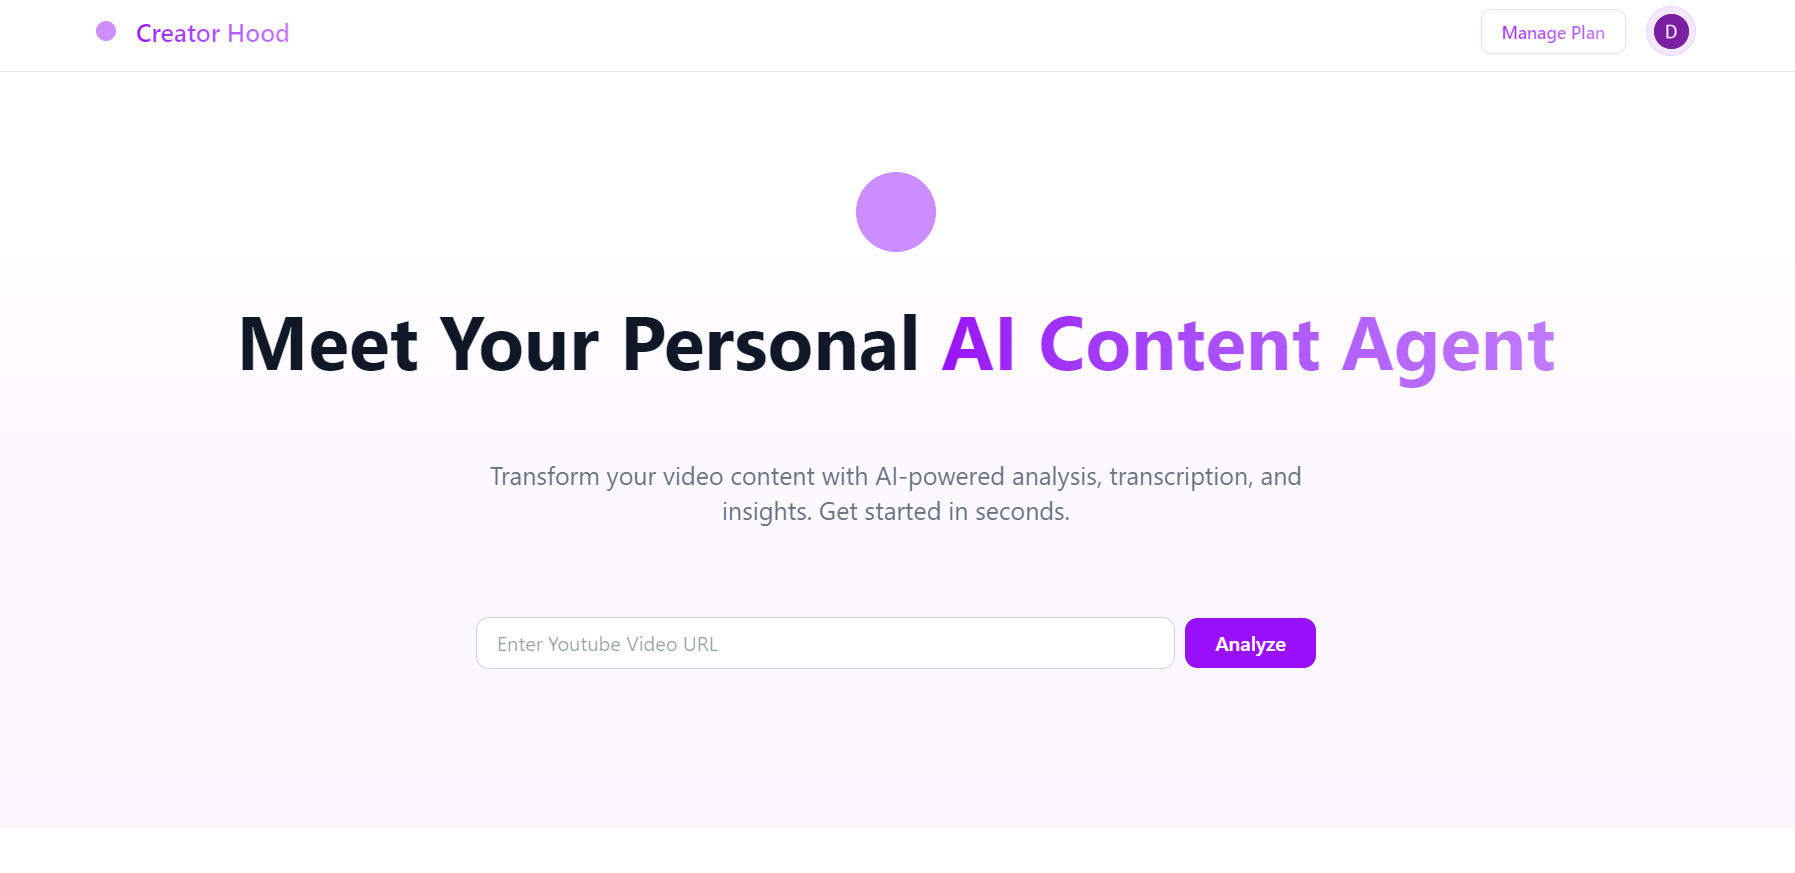 Creator Hood
Manage Plan
D
Meet Your Personal AI Content Agent
Transform your video content with AI-powered analysis, transcription, and
insights. Get started in seconds.
Enter Youtube Video URL
Analyze